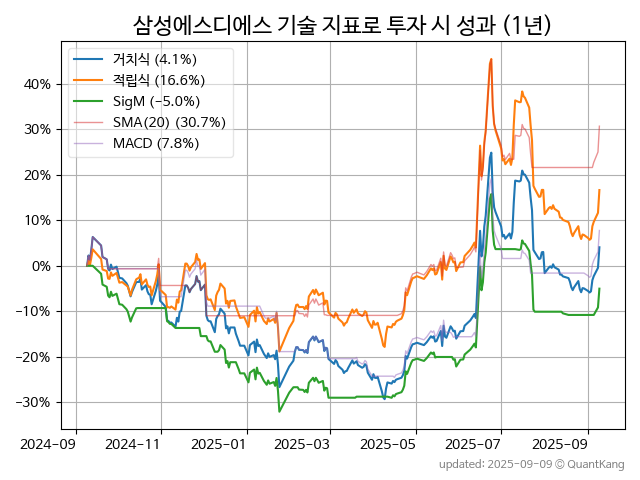 삼성에스디에스 기술 지표로 투자 시 성과 (1년)
거치식 (4.1%)
적립식 (16.6%)
SigM (−5.0%)
SMA(20) (30.7%)
MACD (7.8%)
40%
30%
20%
10%
0%
−10%
−20%
−30%
2024-09 2024-11 2025-01 2025-03 2025-05 2025-07 2025-09
updated: 2025-09-09 © QuantKang